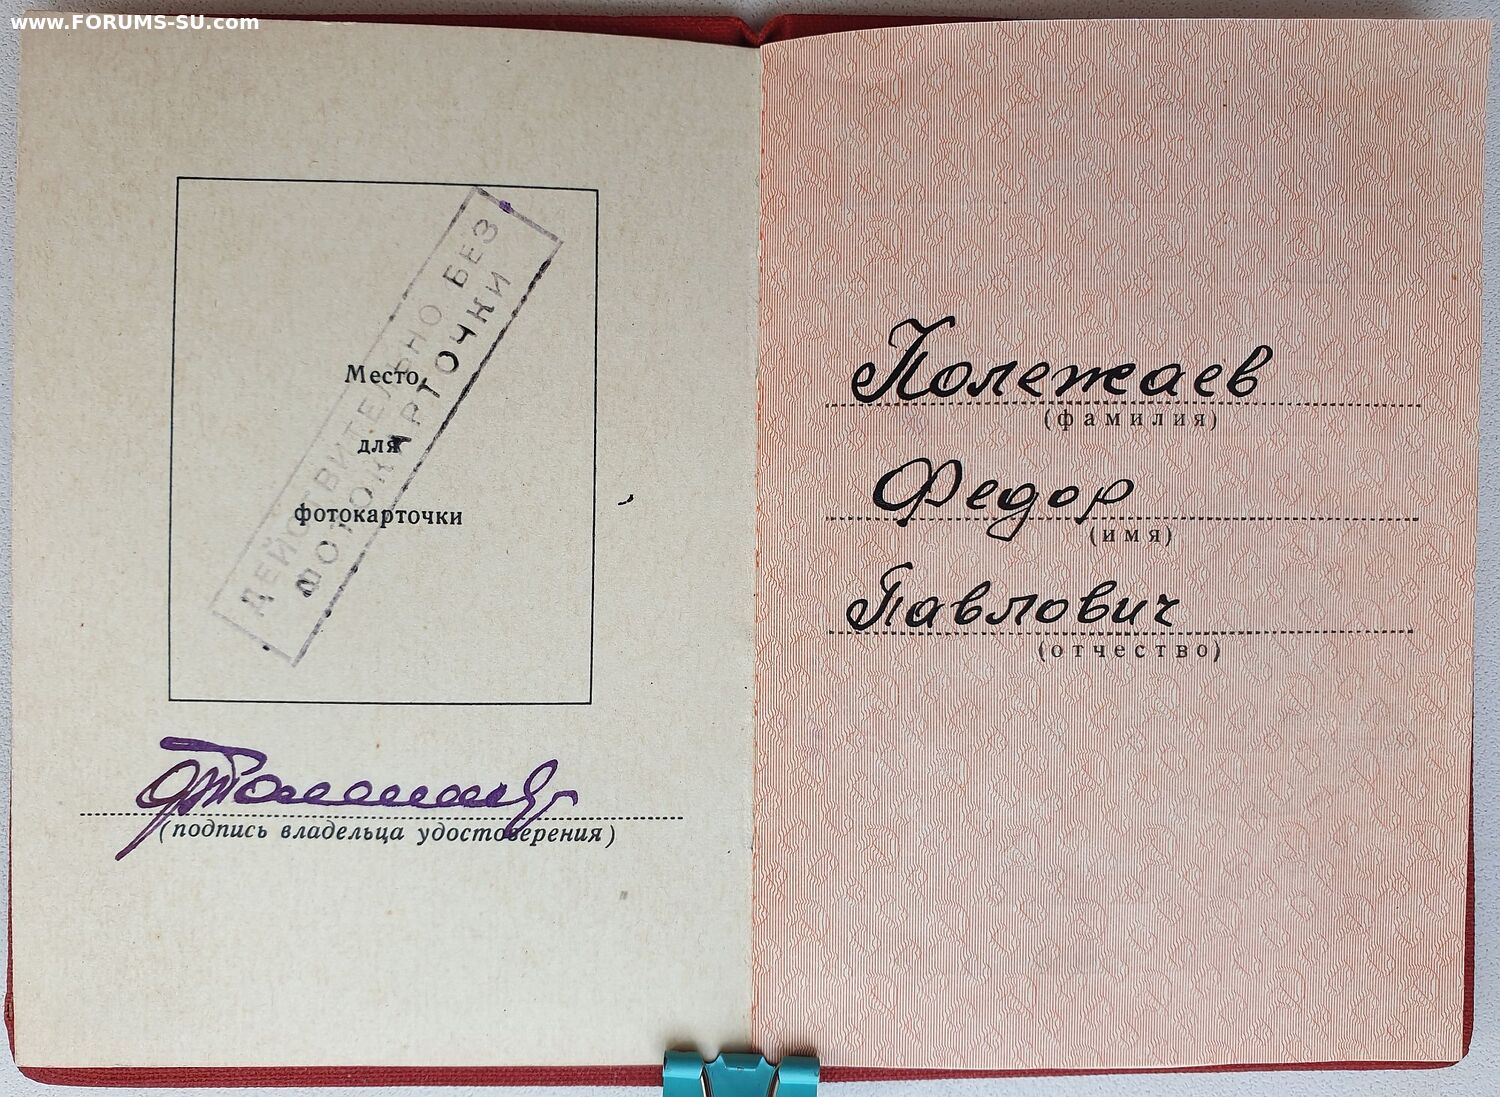 www.FORUMS-SU.com
ДЕЙСТВИТЕЛЬНО БЕЗ
ФОТОКАРТОЧКИ
Место
для
фотокарточки
(подпись владельца удостоверения)
Полежаев
(фамилия)
Федор
(имя)
Павлович
(отчество)